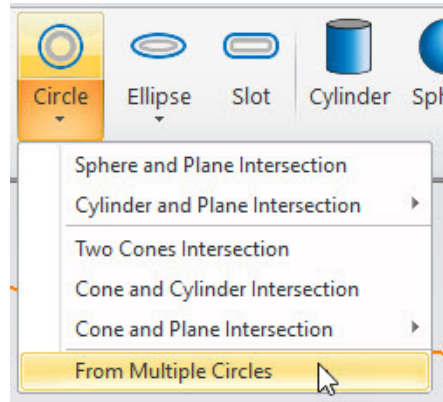 Circle Ellipse Slot Cylinder Sph
Sphere and Plane Intersection
Cylinder and Plane Intersection
Two Cones Intersection
Cone and Cylinder Intersection
Cone and Plane Intersection
From Multiple Circles